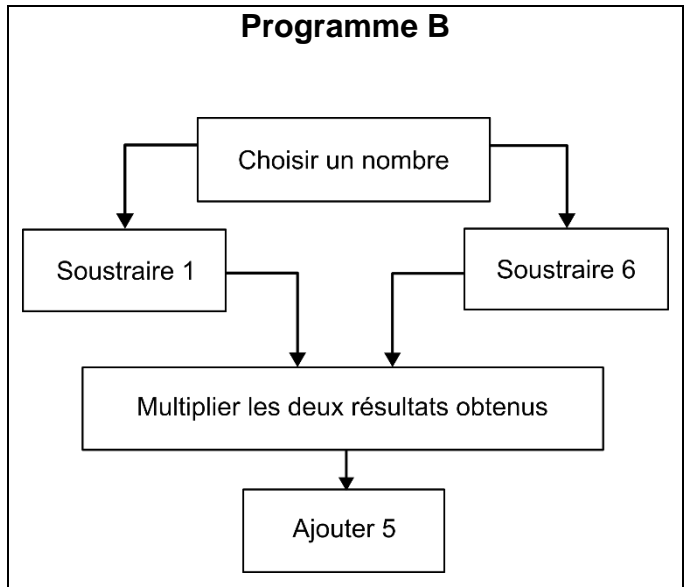 Programme B
Choisir un nombre
Soustraire 1
Soustraire 6
Multiplier les deux résultats obtenus
Ajouter 5